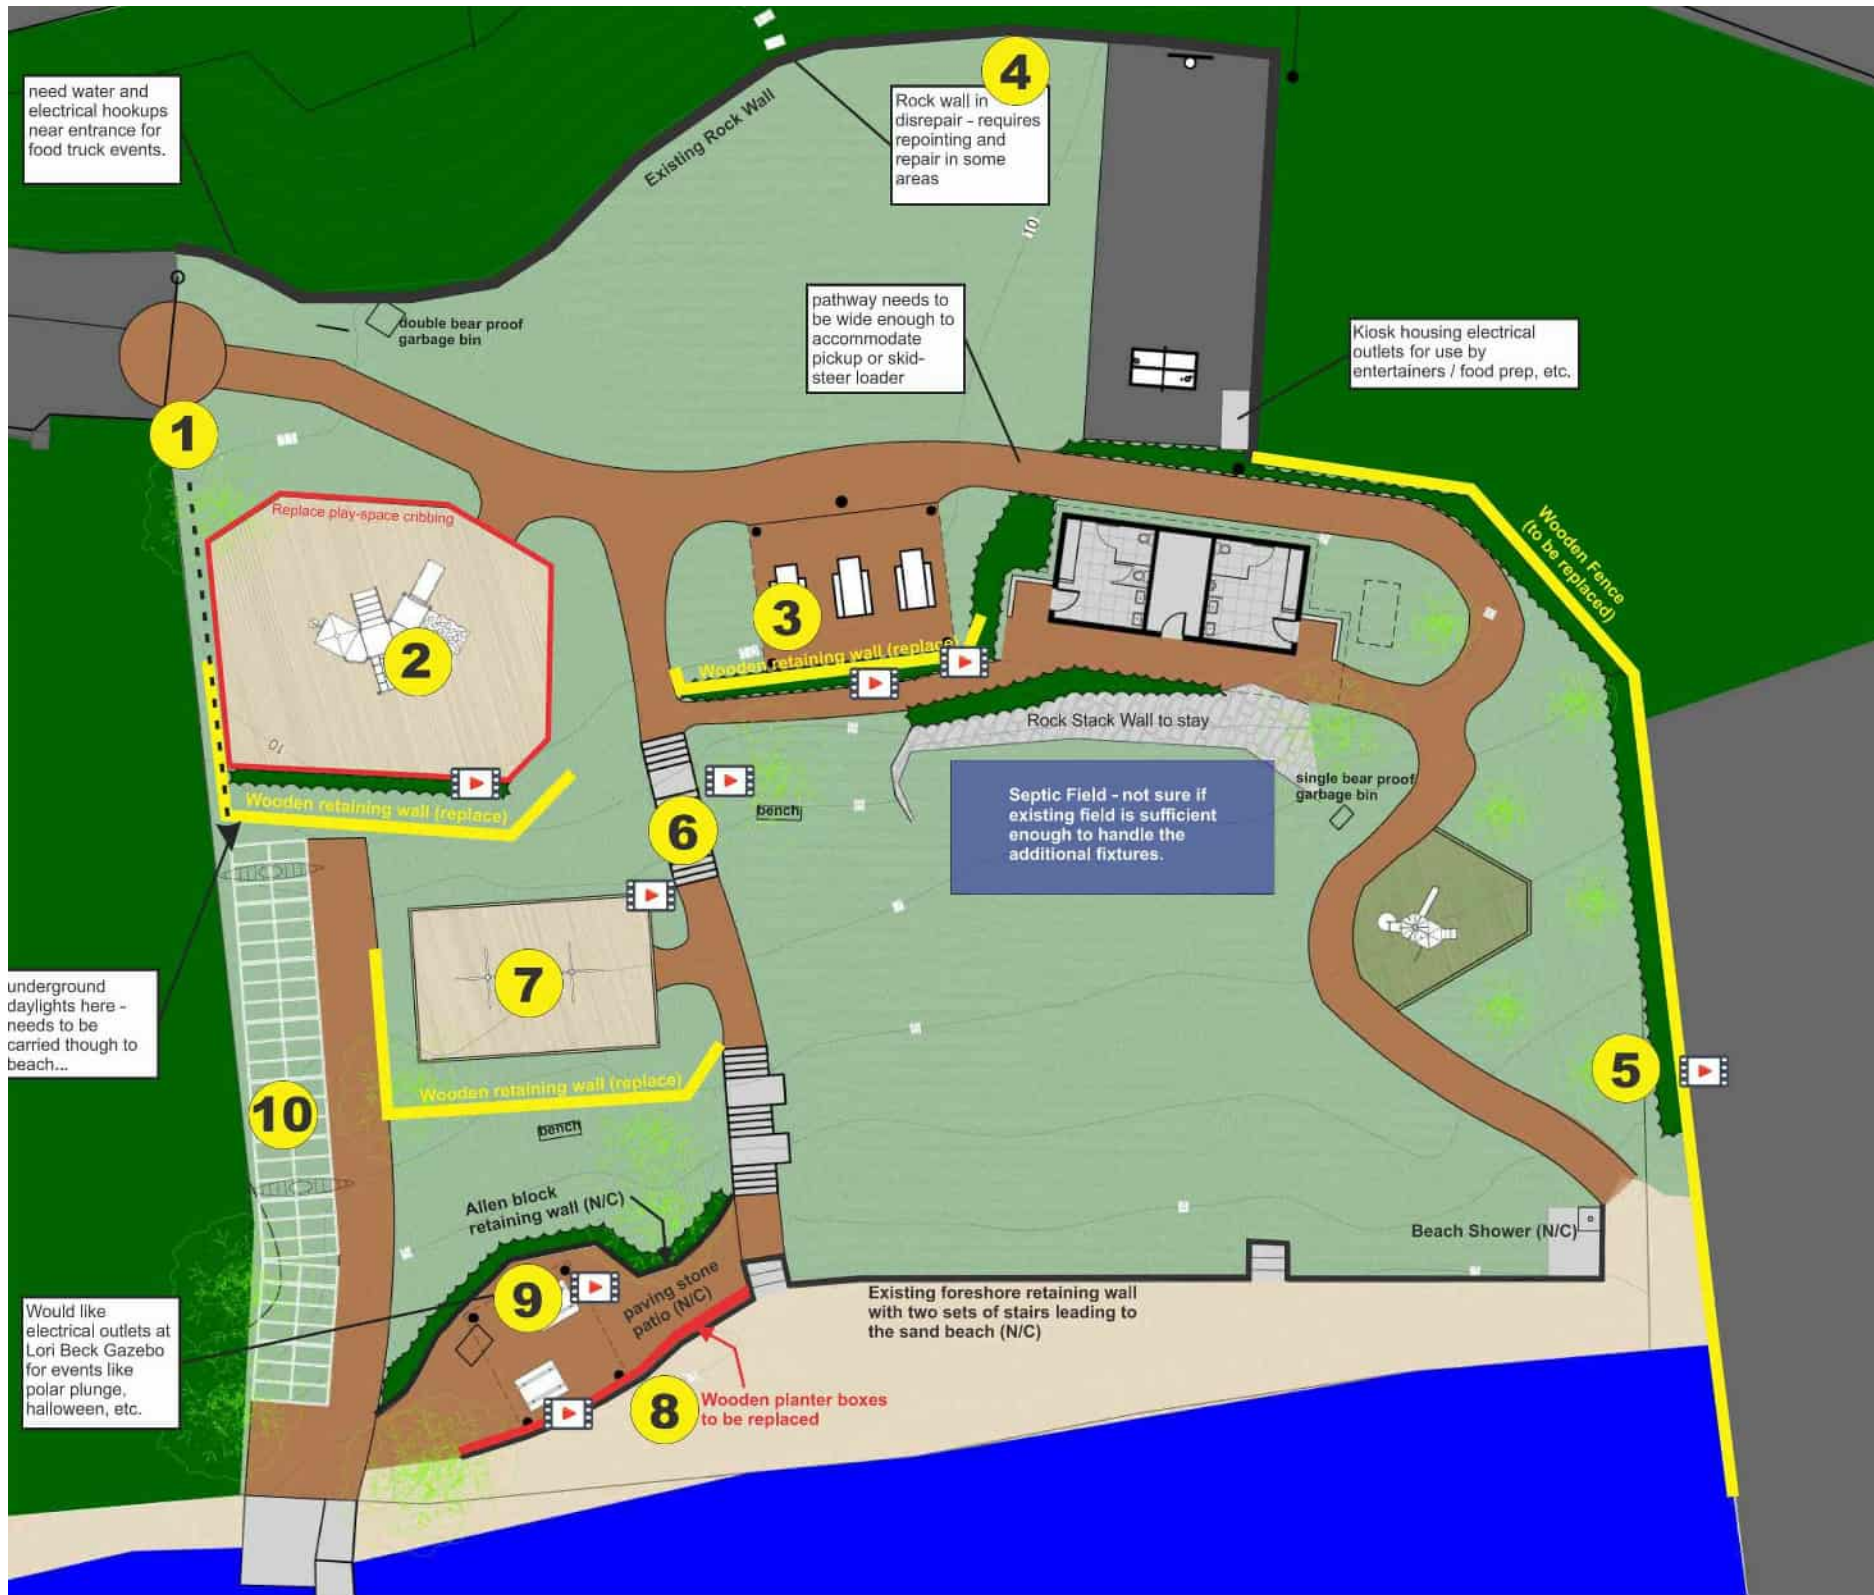 need water and
electrical hookups
near entrance for
food truck events.
4
Rock wall in
disrepair - requires
repointing and
repair in some
areas
Existing Rock Wall
10
pathway needs to
be wide enough to
accommodate
pickup or skid-
steer loader
Kiosk housing electrical
outlets for use by
entertainers / food prep, etc.
double bear proof
garbage bin
1
Replace play-space cribbing
2
10
Wooden retaining wall (replace)
3
Wooden retaining wall (replace)
Wooden Fence
(to be replaced)
Rock Stack Wall to stay
Septic Field - not sure if
existing field is sufficient
enough to handle the
additional fixtures.
single bear proof
garbage bin
bench
6
7
Wooden retaining wall (replace)
bench
underground
daylights here -
needs to be
carried though to
beach...
10
5
Allen block
retaining wall (N/C)
Beach Shower (N/C)
9
paving stone
patio (N/C)
Existing foreshore retaining wall
with two sets of stairs leading to
the sand beach (N/C)
Would like
electrical outlets at
Lori Beck Gazebo
for events like
polar plunge,
halloween, etc.
8
Wooden planter boxes
to be replaced